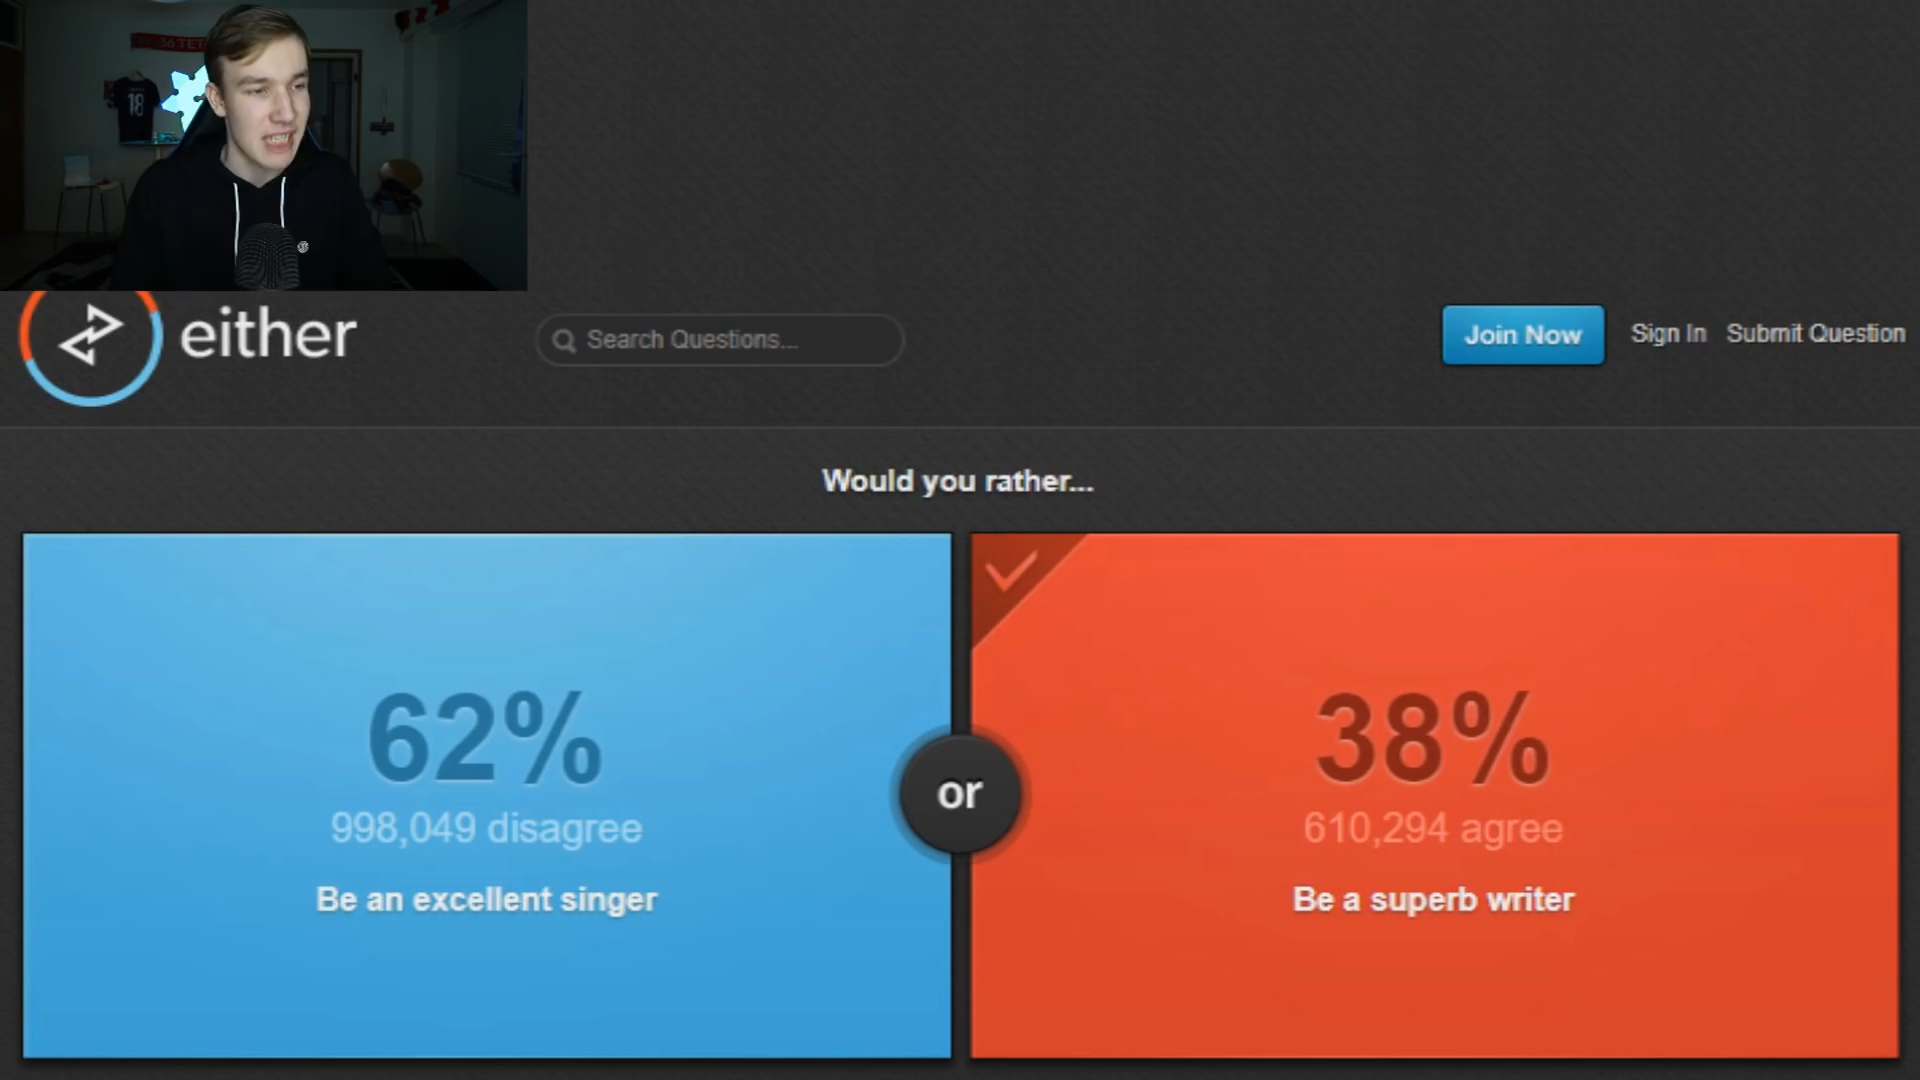 18
either
Search Questions...
Join Now
Sign In
Submit Question
Would you rather...
62%
998,049 disagree
Be an excellent singer
or
38%
610,294 agree
Be a superb writer